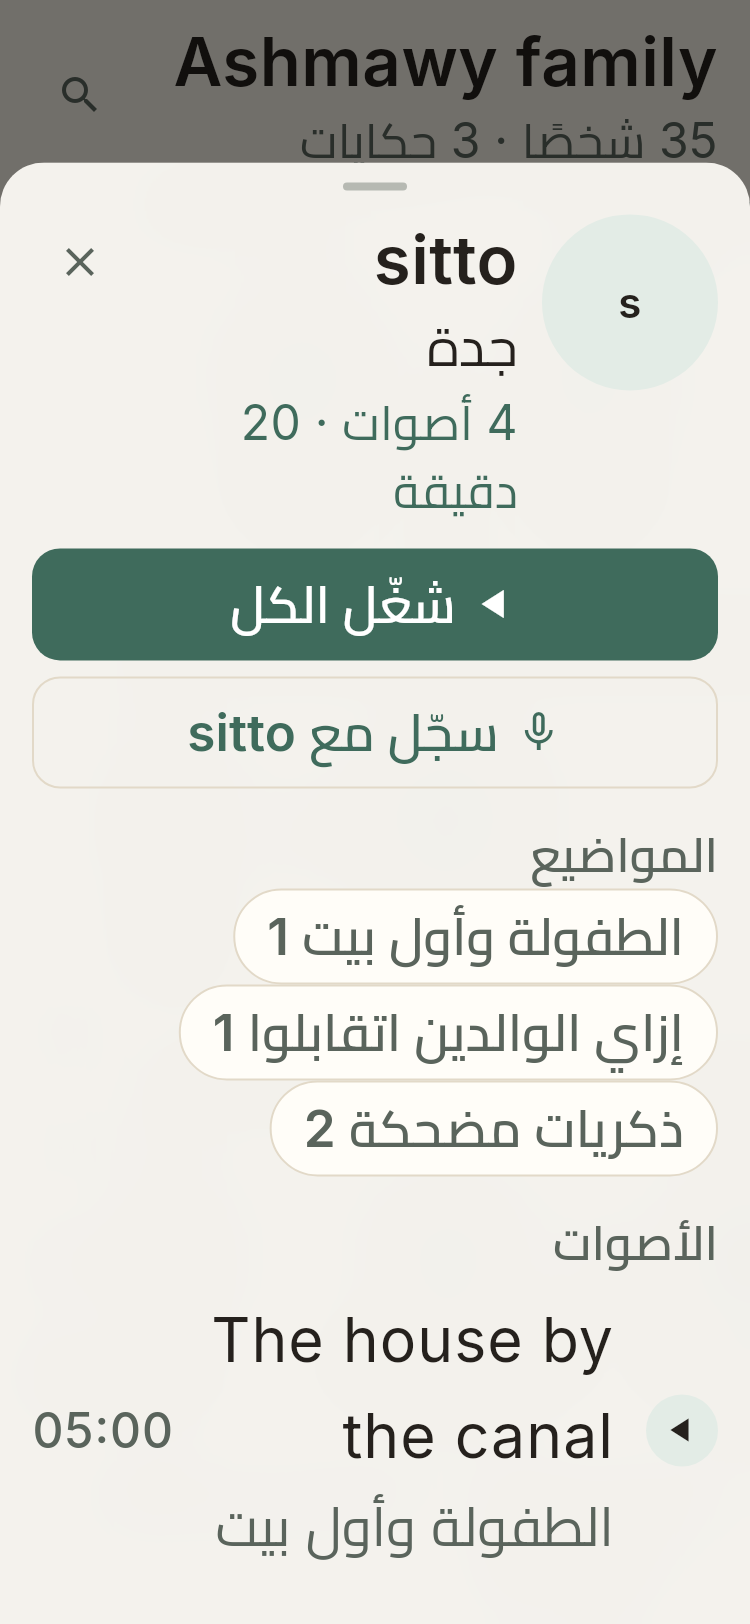 Ashmawy family
35 شخصًا · 3 حكايات
sitto
s
جدة
4 أصوات · 20
دقيقة
شغّل الكل
سجّل مع sitto
المواضيع
الطفولة وأول بيت 1
إزاي الوالدين اتقابلوا 1
ذكريات مضحكة 2
الأصوات
The house by
the canal
05:00
الطفولة وأول بيت